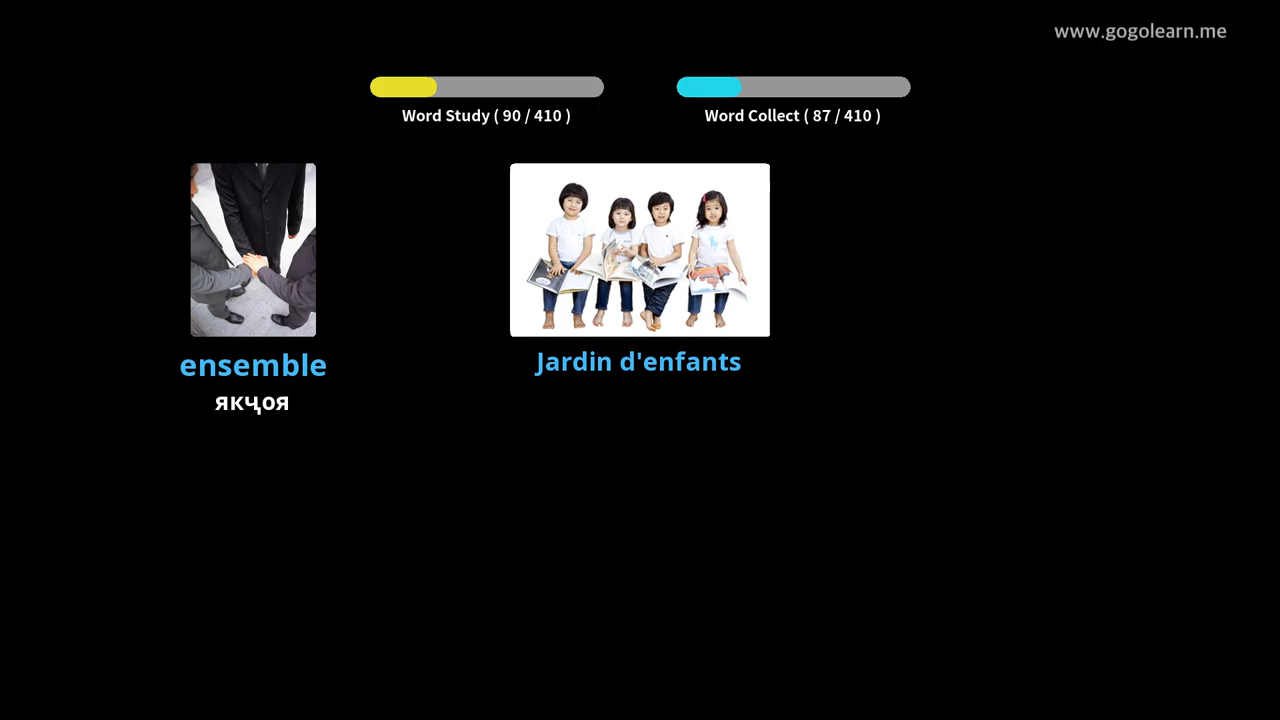 www.gogolearn.me
Word Study ( 90 / 410 )
Word Collect ( 87 / 410 )
ensemble
якҷоя
Jardin d'enfants